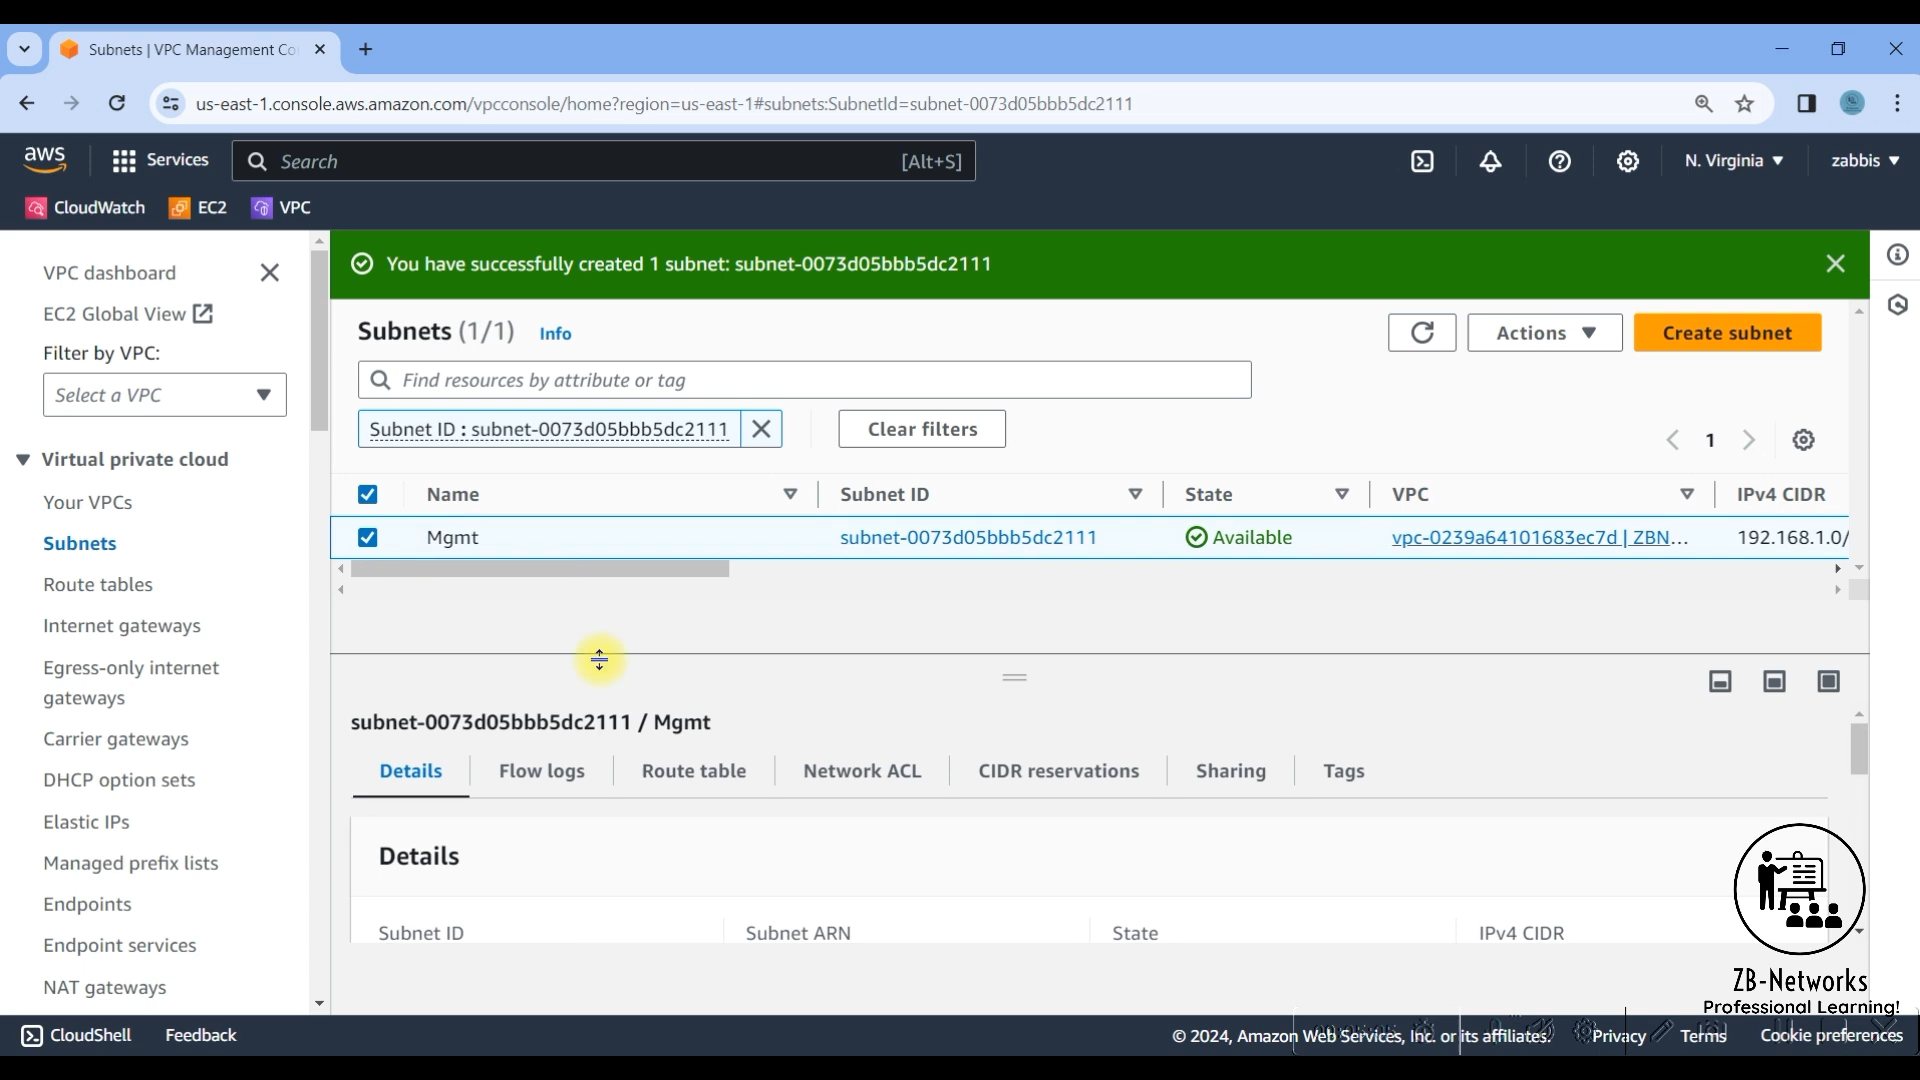 Subnets | VPC Management Co
us-east-1.console.aws.amazon.com/vpcconsole/home?region=us-east-1#subnets:SubnetId=subnet-0073d05bbb5dc2111
aws
Services
Search
[Alt+S]
N. Virginia
zabbis
CloudWatch
EC2
VPC
VPC dashboard
EC2 Global View
Filter by VPC:
Select a VPC
Virtual private cloud
Your VPCs
Subnets
Route tables
Internet gateways
Egress-only internet
gateways
Carrier gateways
DHCP option sets
Elastic IPs
Managed prefix lists
Endpoints
Endpoint services
NAT gateways
You have successfully created 1 subnet: subnet-0073d05bbb5dc2111
Subnets (1/1) Info
Actions
Create subnet
Find resources by attribute or tag
Subnet ID : subnet-0073d05bbb5dc2111
Clear filters
1
Name Subnet ID State VPC IPv4 CIDR
Mgmt subnet-0073d05bbb5dc2111 Available vpc-0239a64101683ec7d | ZBN... 192.168.1.0/
subnet-0073d05bbb5dc2111 / Mgmt
Details Flow logs Route table Network ACL CIDR reservations Sharing Tags
Details
Subnet ID Subnet ARN State IPv4 CIDR
ZB-Networks
Professional Learning!
CloudShell Feedback © 2024, Amazon Web Services, Inc. or its affiliates. Privacy Terms Cookie preferences